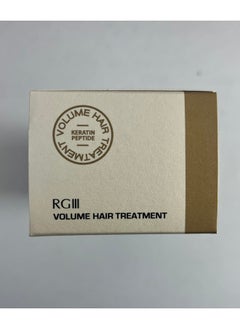 VOLUME HAIR TREATMENT
KERATIN
PEPTIDE
RGIII
VOLUME HAIR TREATMENT